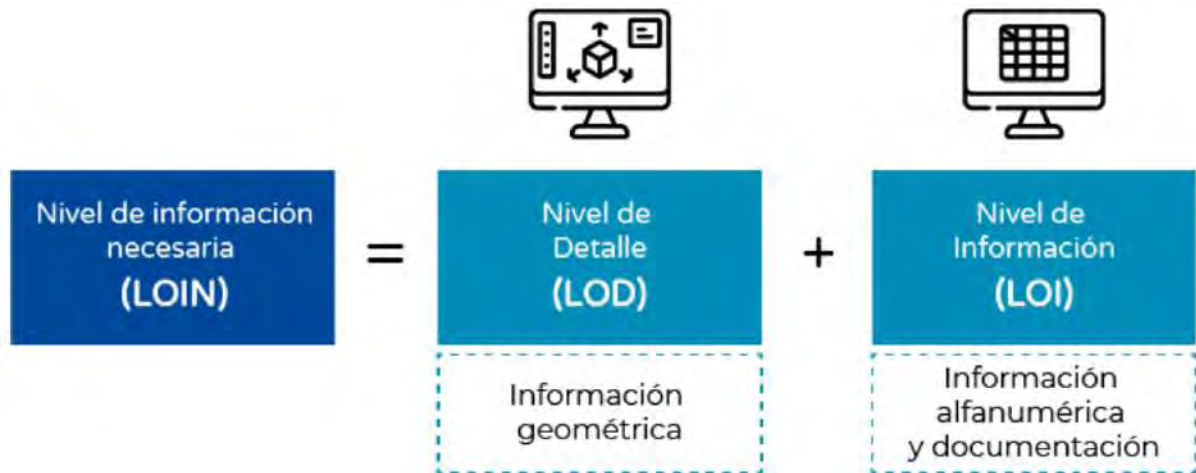 Nivel de información
necesaria
(LOIN)
=
Nivel de
Detalle
(LOD)
+
Nivel de
Información
(LOI)
Información
geométrica
Información
alfanumérica
y documentación